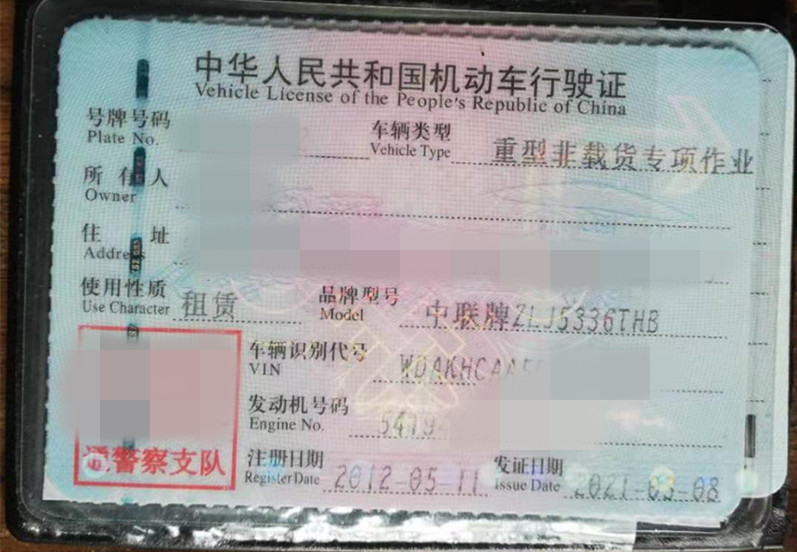 中华人民共和国机动车行驶证
Vehicle License of the People's Republic of China
号牌号码
Plate No.
车辆类型 重型非载货专项作业
Vehicle Type
所有人
Owner
住 址
Address
使用性质 租赁
Use Character
品牌型号 中联牌ZLJ5336THB
Model
车辆识别代号 WDAKHCAA
VIN
发动机号码 5419
Engine No.
警察支队
注册日期 2012-05-11
Register Date
发证日期 2021-03-08
Issue Date